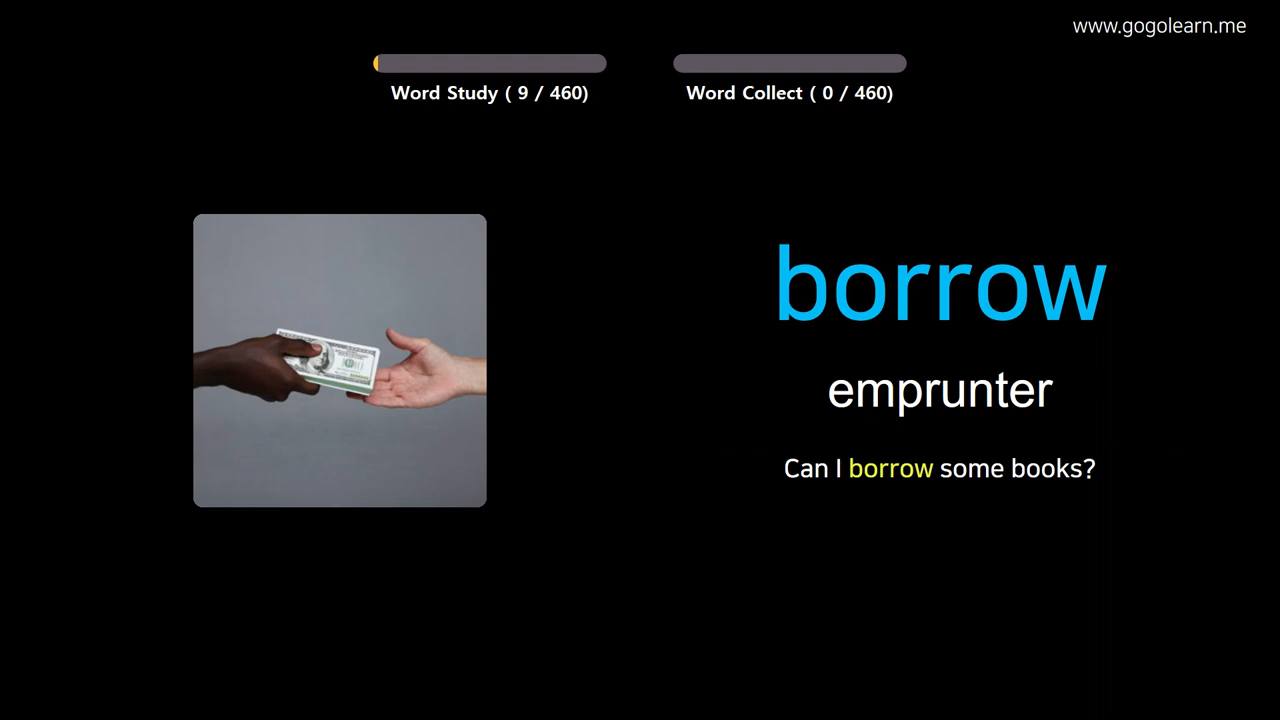 www.gogolearn.me
Word Study ( 9 / 460)
Word Collect ( 0 / 460)
borrow
emprunter
Can I borrow some books?